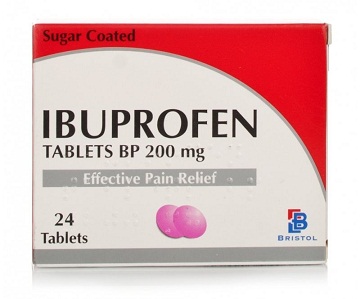 Sugar Coated
IBUPROFEN
TABLETS BP 200 mg
Effective Pain Relief
24
Tablets
B
BRISTOL